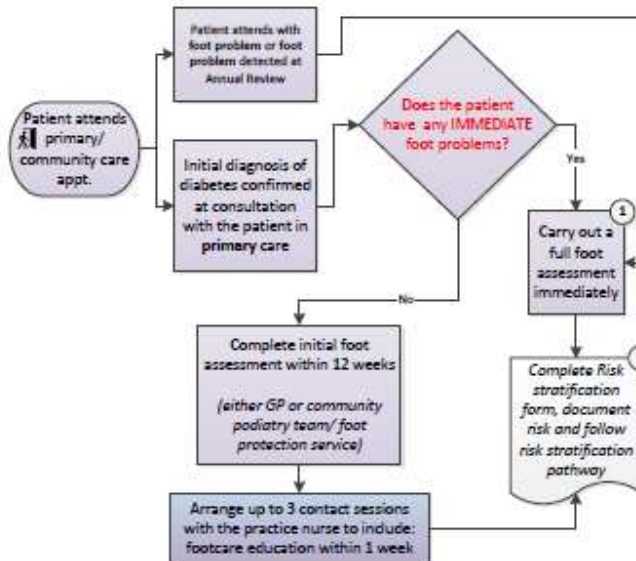 Patient attends with
foot problem or foot
problem detected at
Annual Review
Patient attends
primary/
community care
appt.
Initial diagnosis of
diabetes confirmed
at consultation
with the patient in
primary care
Does the patient
have any IMMEDIATE
foot problems?
Yes
No
1
Carry out a
full foot
assessment
immediately
Complete initial foot
assessment within 12 weeks
(either GP or community
podiatry team/ foot
protection service)
Complete Risk
stratification
form, document
risk and follow
risk stratification
pathway
Arrange up to 3 contact sessions
with the practice nurse to include:
footcare education within 1 week